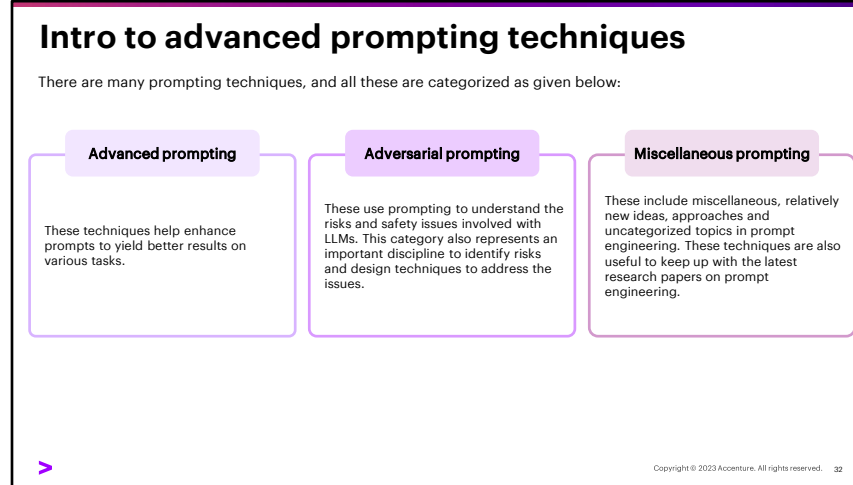 Intro to advanced prompting techniques
There are many prompting techniques, and all these are categorized as given below:
Advanced prompting
These techniques help enhance
prompts to yield better results on
various tasks.
Adversarial prompting
These use prompting to understand the
risks and safety issues involved with
LLMs. This category also represents an
important discipline to identify risks
and design techniques to address the
issues.
Miscellaneous prompting
These include miscellaneous, relatively
new ideas, approaches and
uncategorized topics in prompt
engineering. These techniques are also
useful to keep up with the latest
research papers on prompt
engineering.
Copyright © 2023 Accenture. All rights reserved. 32